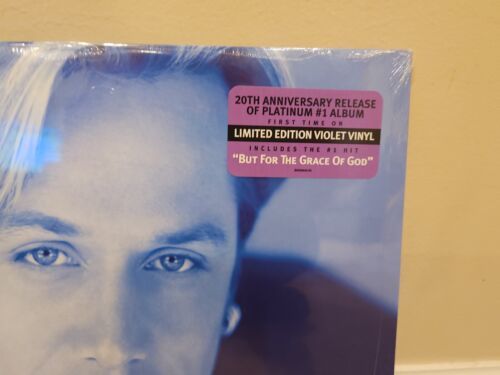 20TH ANNIVERSARY RELEASE
OF PLATINUM #1 ALBUM
FIRST TIME ON
LIMITED EDITION VIOLET VINYL
INCLUDES THE #1 HIT
"BUT FOR THE GRACE OF GOD"